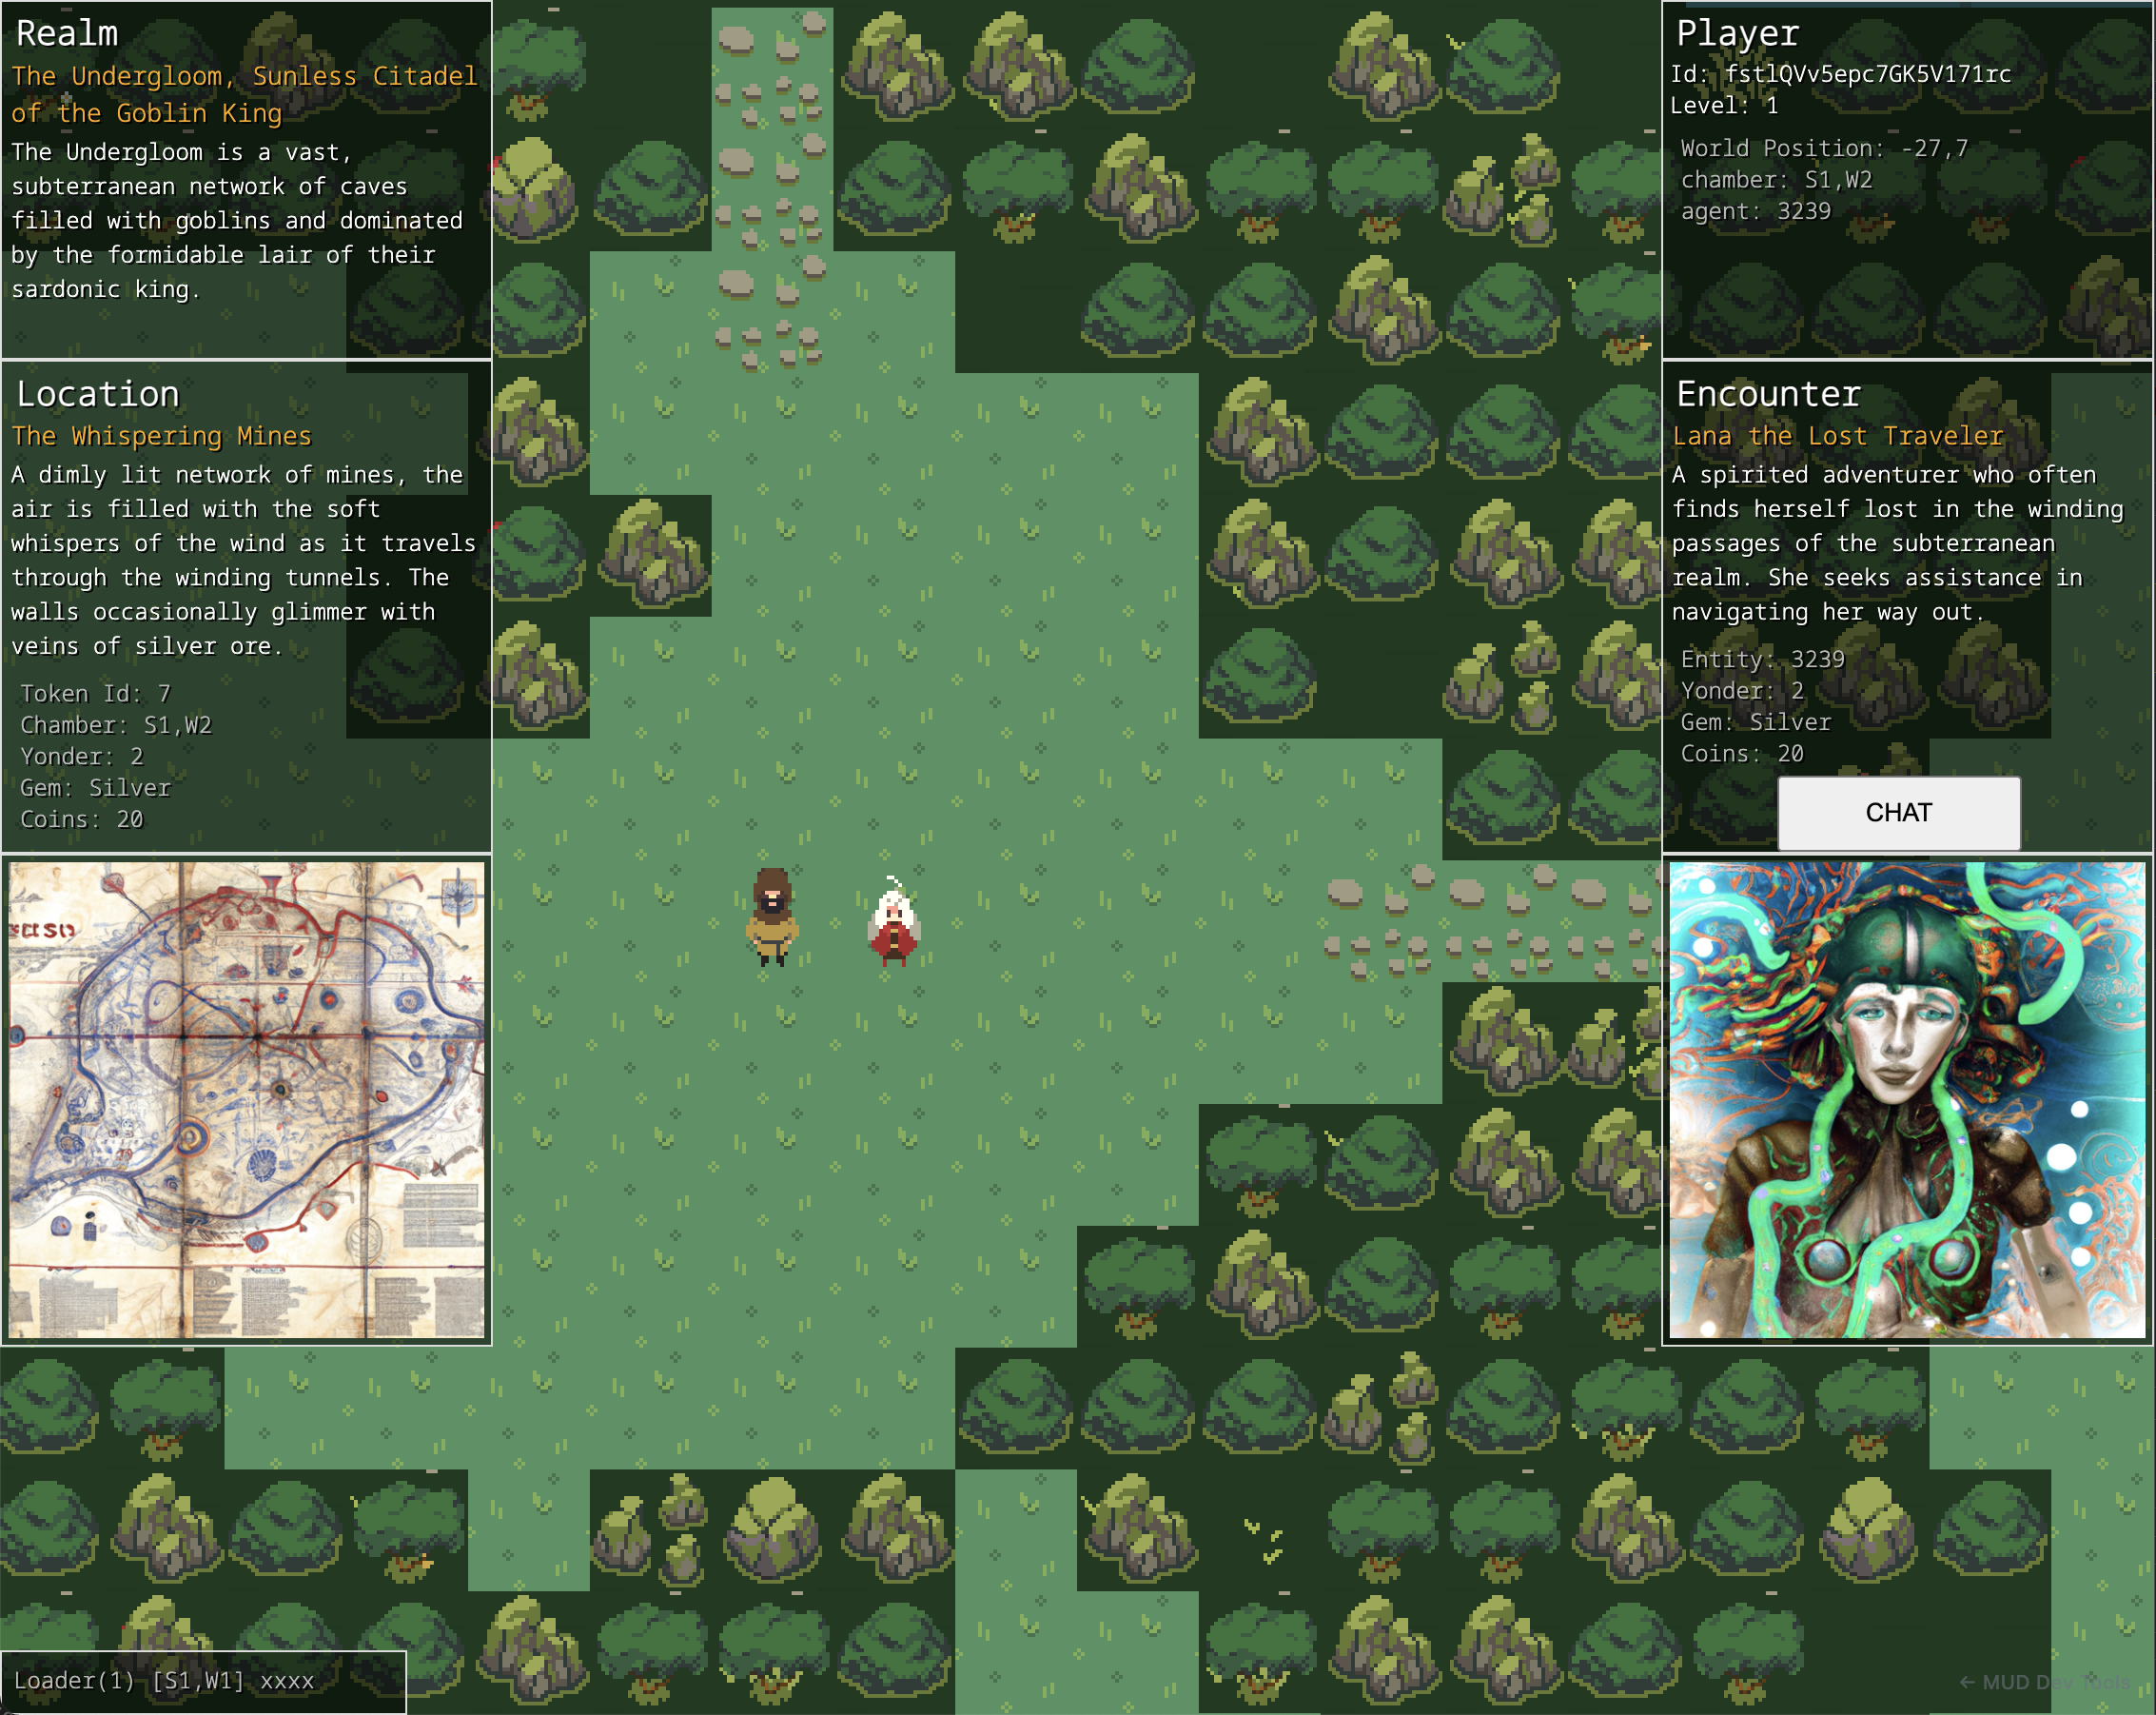 Realm
The Undergloom, Sunless Citadel
of the Goblin King
The Undergloom is a vast,
subterranean network of caves
filled with goblins and dominated
by the formidable lair of their
sardonic king.
Location
The Whispering Mines
A dimly lit network of mines, the
air is filled with the soft
whispers of the wind as it travels
through the winding tunnels. The
walls occasionally glimmer with
veins of silver ore.
Token Id: 7
Chamber: S1,W2
Yonder: 2
Gem: Silver
Coins: 20
Loader(1) [S1,W1] xxxx
Player
Id: fstlQVv5epc7GK5V171rc
Level: 1
World Position: -27,7
chamber: S1,W2
agent: 3239
Encounter
Lana the Lost Traveler
A spirited adventurer who often
finds herself lost in the winding
passages of the subterranean
realm. She seeks assistance in
navigating her way out.
Entity: 3239
Yonder: 2
Gem: Silver
Coins: 20
CHAT
← MUD Dev Tools